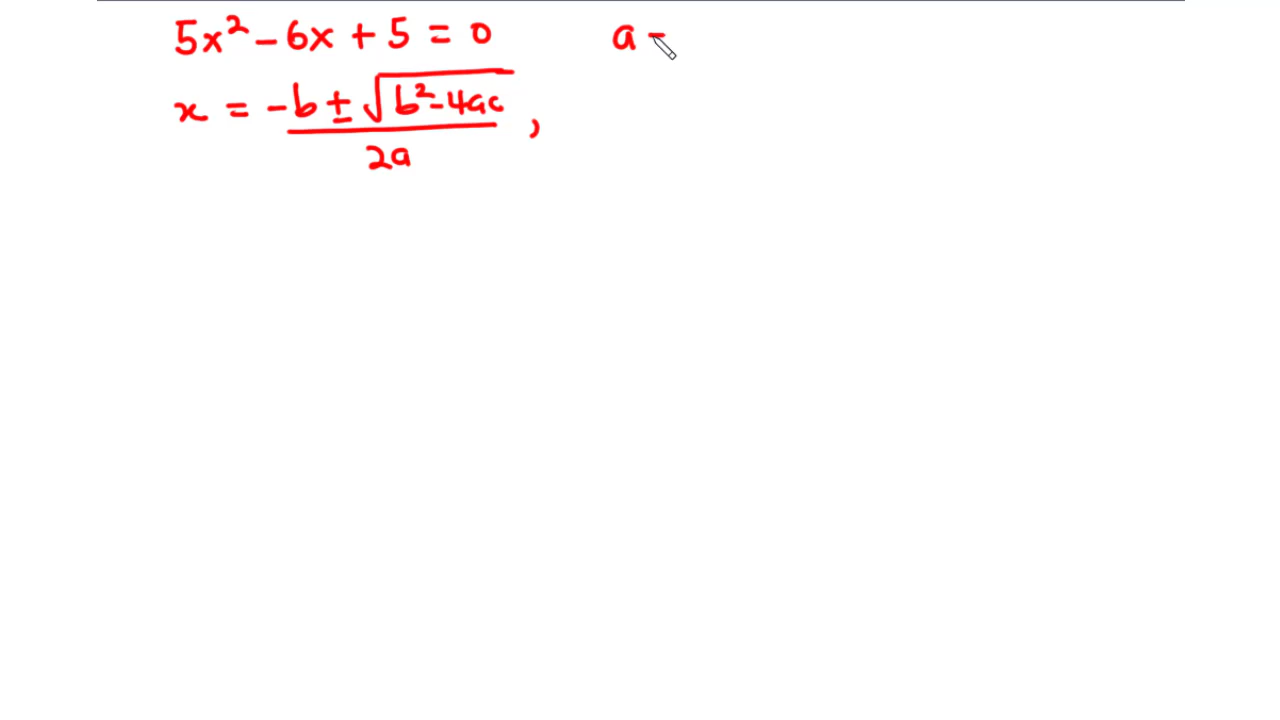 5x² - 6x + 5 = 0    a -
x = -b ± √(b² - 4ac) / 2a ,